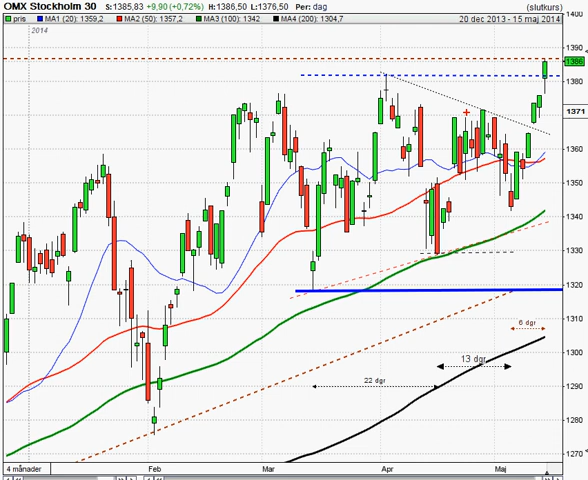 OMX Stockholm 30 S:1385,83 +9,90 (+0,72%) H:1386,50 L:1376,50 Per: dag (slutkurs)
pris MA1 (20): 1359,2 MA2 (50): 1357,2 MA3 (100): 1342 MA4 (200): 1304,7 20 dec 2013 - 15 maj 2014
1400
2014
1390
1386
1380
1371
1360
1350
1340
1330
1320
1310
6 dgr
1300
13 dgr
22 dgr
1290
1280
1270
4 månader Feb Mar Apr Maj